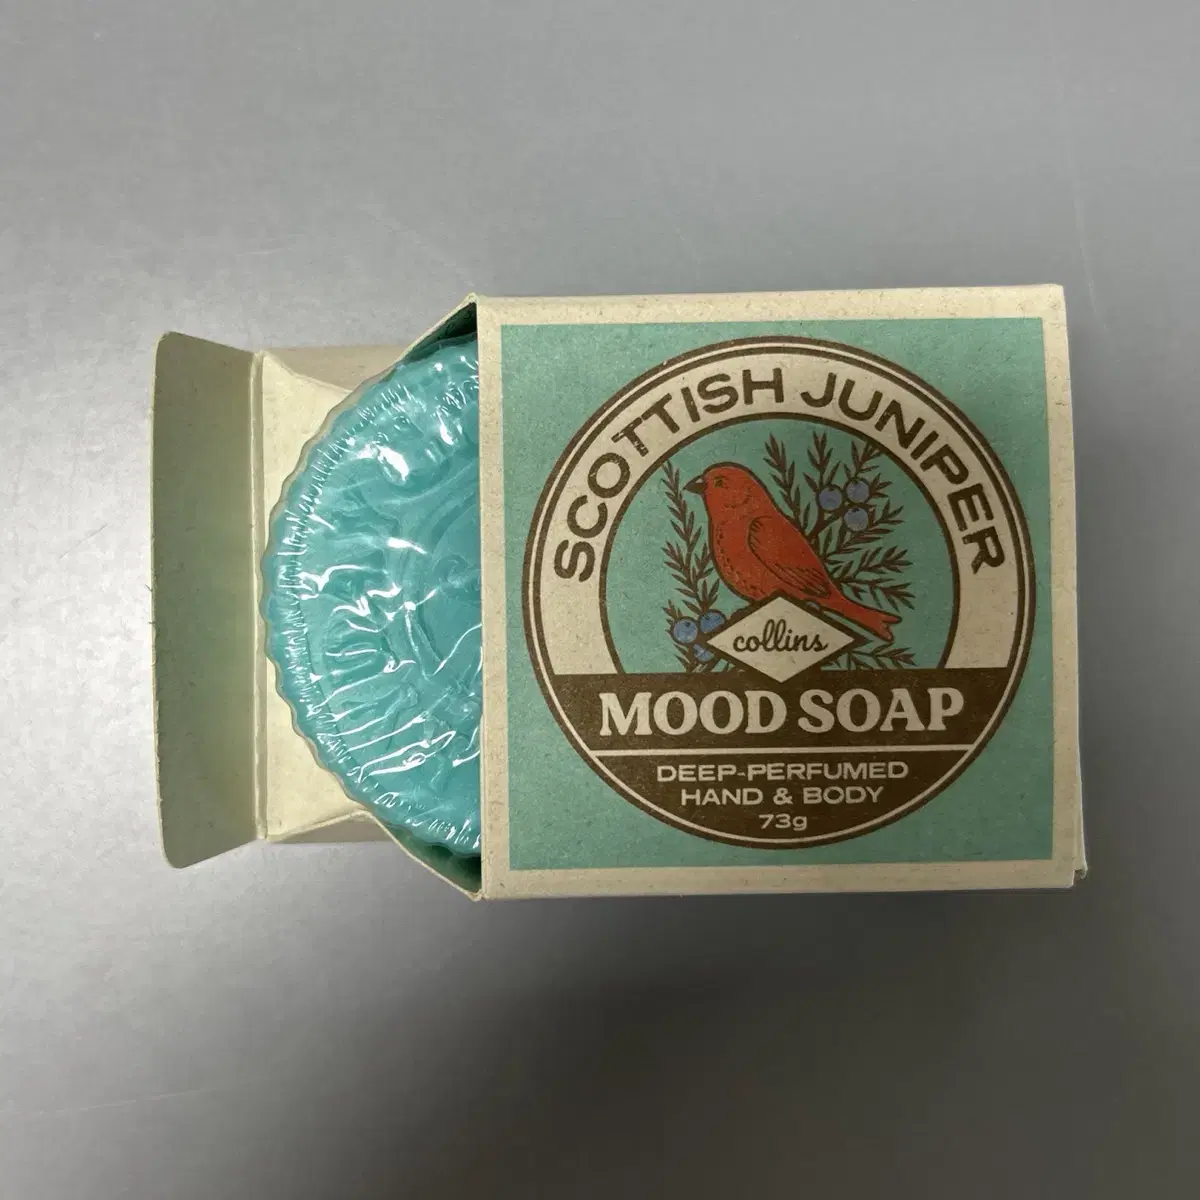 SCOTTISH JUNIPER
collins
MOOD SOAP
DEEP-PERFUMED
HAND & BODY
73g